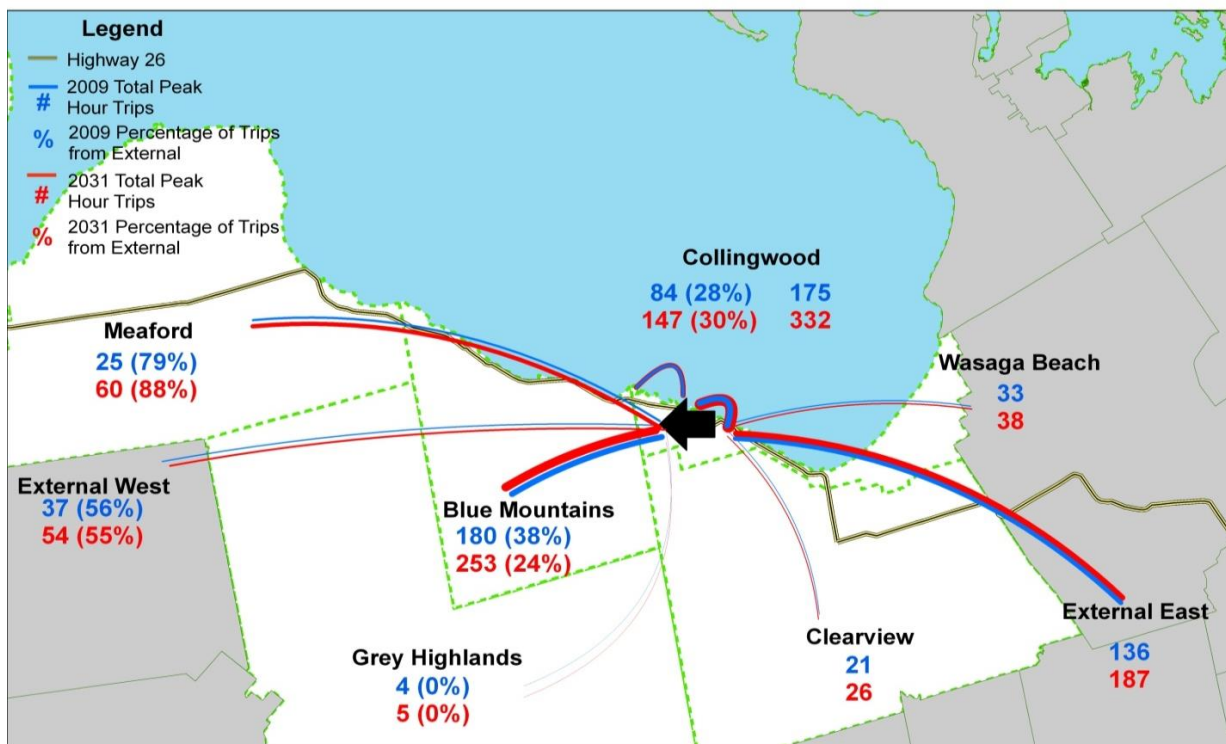 Legend
Highway 26
2009 Total Peak
# Hour Trips
% 2009 Percentage of Trips
from External
2031 Total Peak
# Hour Trips
% 2031 Percentage of Trips
from External
Collingwood
84 (28%) 175
147 (30%) 332
Meaford
25 (79%)
60 (88%)
Wasaga Beach
33
38
External West
37 (56%)
54 (55%)
Blue Mountains
180 (38%)
253 (24%)
External East
136
187
Clearview
21
26
Grey Highlands
4 (0%)
5 (0%)